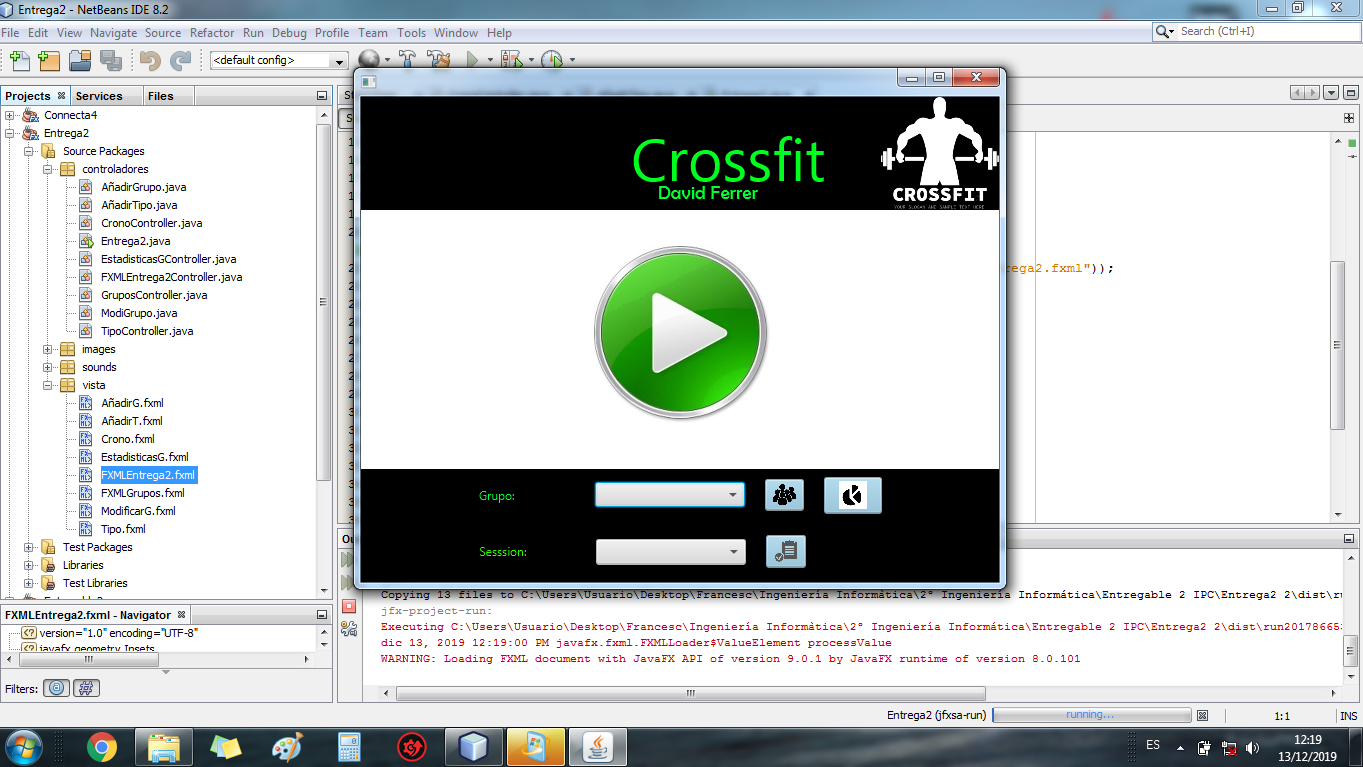 Entrega2 - NetBeans IDE 8.2
File Edit View Navigate Source Refactor Run Debug Profile Team Tools Window Help
Search (Ctrl+I)
<default config>
Projects Services Files
Connecta4
Entrega2
Source Packages
controladores
AñadirGrupo.java
AñadirTipo.java
CronoController.java
Entrega2.java
EstadisticasGController.java
FXMLEntrega2Controller.java
GruposController.java
ModiGrupo.java
TipoController.java
images
sounds
vista
AñadirG.fxml
AñadirT.fxml
Crono.fxml
EstadisticasG.fxml
FXMLEntrega2.fxml
FXMLGrupos.fxml
ModificarG.fxml
Tipo.fxml
Test Packages
Libraries
Test Libraries
FXMLEntrega2.fxml - Navigator
version="1.0" encoding="UTF-8"
javafx.geometry.Insets
Filters:
Crossfit
David Ferrer
CROSSFIT
YOUR SLOGAN AND SAMPLE TEXT HERE
Grupo:
Sesssion:
rega2.fxml"));
Copying 13 files to C:\Users\Usuario\Desktop\Francesc\Ingeniería Informática\2º Ingeniería Informática\Entregable 2 IPC\Entrega2 2\dist\ru
jfx-project-run:
Executing C:\Users\Usuario\Desktop\Francesc\Ingeniería Informática\2º Ingeniería Informática\Entregable 2 IPC\Entrega2 2\dist\run20178665
dic 13, 2019 12:19:00 PM javafx.fxml.FXMLLoader$ValueElement processValue
WARNING: Loading FXML document with JavaFX API of version 9.0.1 by JavaFX runtime of version 8.0.101
Entrega2 (jfxsa-run) running... 1:1 INS
ES
12:19
13/12/2019